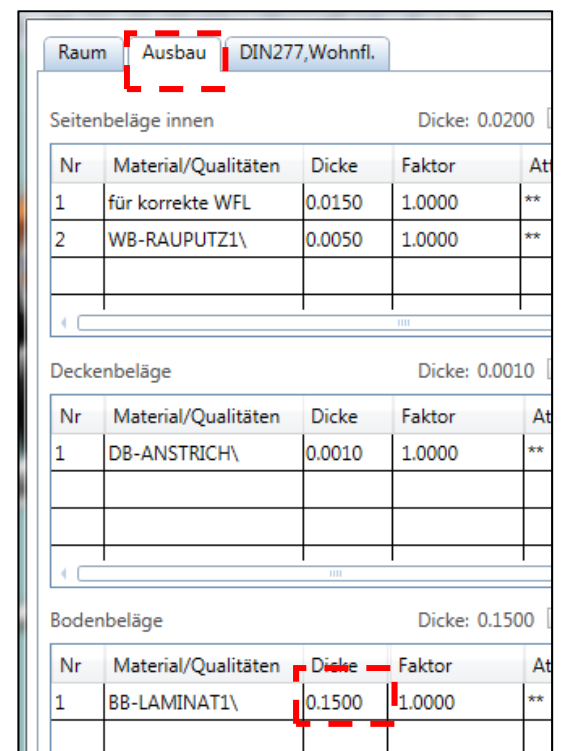 Raum Ausbau DIN277,Wohnfl.
Seitenbeläge innen Dicke: 0.0200
Nr Material/Qualitäten Dicke Faktor Att
1 für korrekte WFL 0.0150 1.0000 **
2 WB-RAUPUTZ1\ 0.0050 1.0000 **
Deckenbeläge Dicke: 0.0010
Nr Material/Qualitäten Dicke Faktor At
1 DB-ANSTRICH\ 0.0010 1.0000 **
Bodenbeläge Dicke: 0.1500
Nr Material/Qualitäten Dicke Faktor At
1 BB-LAMINAT1\ 0.1500 1.0000 **